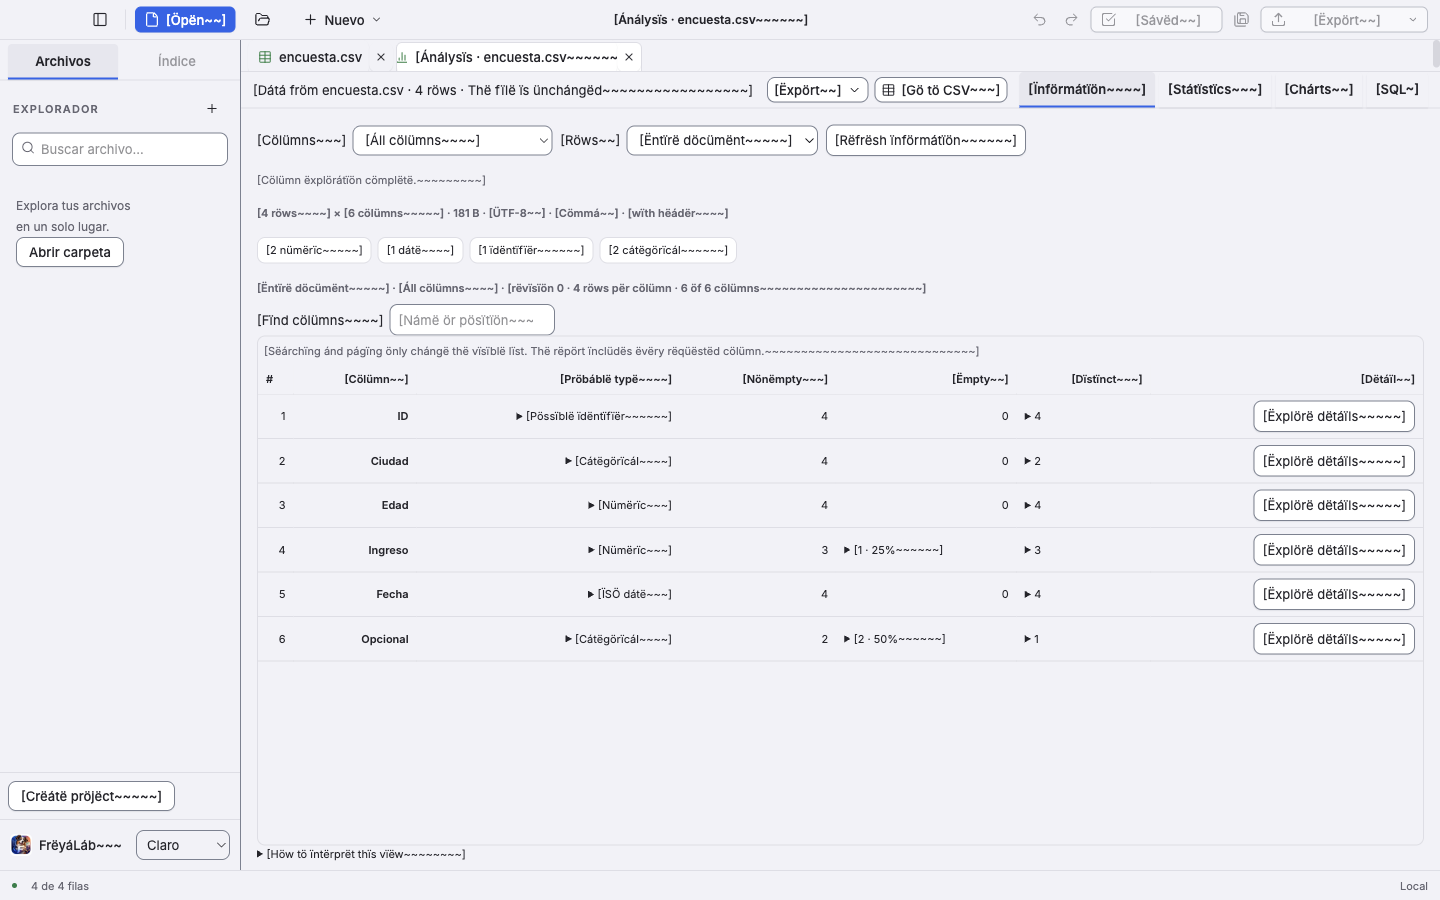 [Öpën~~]
Nuevo
[Ánálysïs · encuesta.csv~~~~~~]
[Sávëd~~]
[Ëxpört~~]
Archivos
Índice
encuesta.csv
[Ánálysïs · encuesta.csv~~~~~~
[Dátá fröm encuesta.csv · 4 röws · Thë fïlë ïs ünchángëd~~~~~~~~~~~~~~~~]
[Ëxpört~~]
[Gö tö CSV~~~]
[Ïnförmátïön~~~~]
[Státïstïcs~~~]
[Chárts~~]
[SQL~]
EXPLORADOR
Buscar archivo...
Explora tus archivos
en un solo lugar.
Abrir carpeta
[Cölümns~~~]
[Áll cölümns~~~~]
[Röws~~]
[Ëntïrë döcümënt~~~~~]
[Rëfrësh ïnförmátïön~~~~~~]
[Cölümn ëxplörátïön cömplëtë.~~~~~~~~~]
[4 röws~~~~] × [6 cölümns~~~~~] · 181 B · [ÜTF-8~~] · [Cömmá~~] · [wïth hëádër~~~~]
[2 nümërïc~~~~~]
[1 dátë~~~~]
[1 ïdëntïfïër~~~~~~]
[2 cátëgörïcál~~~~~~]
[Ëntïrë döcümënt~~~~~] · [Áll cölümns~~~~] · [rëvïsïön 0 · 4 röws për cölümn · 6 öf 6 cölümns~~~~~~~~~~~~~~~~~~~~~~]
[Fïnd cölümns~~~~]
[Námë ör pösïtïön~~~
[Sëárchïng ánd págïng önly chángë thë vïsïblë lïst. Thë rëpört ïnclüdës ëvëry rëqüëstëd cölümn.~~~~~~~~~~~~~~~~~~~~~~~~~~~~~]
# [Cölümn~~] [Pröbáblë typë~~~~] [Nönëmpty~~~] [Ëmpty~~] [Dïstïnct~~~] [Dëtáïl~~]
1 ID [Pössïblë ïdëntïfïër~~~~~~] 4 0 4 [Ëxplörë dëtáïls~~~~~]
2 Ciudad [Cátëgörïcál~~~~] 4 0 2 [Ëxplörë dëtáïls~~~~~]
3 Edad [Nümërïc~~~] 4 0 4 [Ëxplörë dëtáïls~~~~~]
4 Ingreso [Nümërïc~~~] 3 [1 · 25%~~~~~~] 3 [Ëxplörë dëtáïls~~~~~]
5 Fecha [ÏSÖ dátë~~~] 4 0 4 [Ëxplörë dëtáïls~~~~~]
6 Opcional [Cátëgörïcál~~~~] 2 [2 · 50%~~~~~~] 1 [Ëxplörë dëtáïls~~~~~]
[Höw tö ïntërprët thïs vïëw~~~~~~~~]
[Crëátë pröjëct~~~~~]
FrëyáLáb~~~
Claro
4 de 4 filas
Local